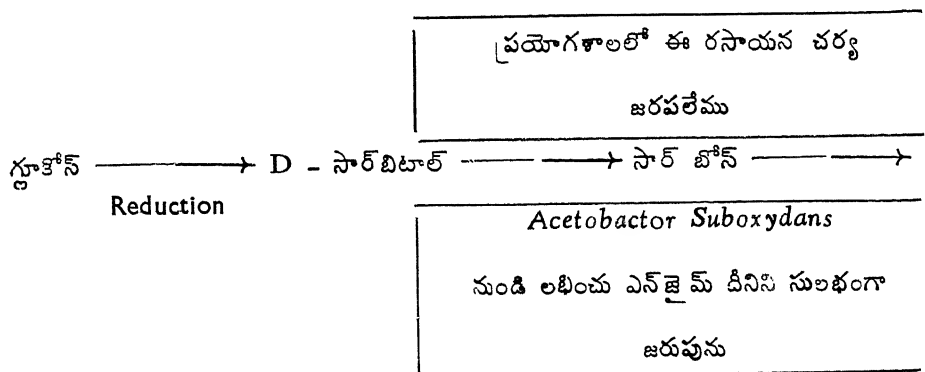 ప్రయోగశాలలో ఈ రసాయన చర్య
జరపలేము
గ్లూకోస్ ⟶ D - సార్‌బిటాల్ ⟶ సార్ బోస్ ⟶
Reduction
Acetobactor Suboxydans
నుండి లభించు ఎన్‌జైమ్ దీనిని సులభంగా
జరుపును